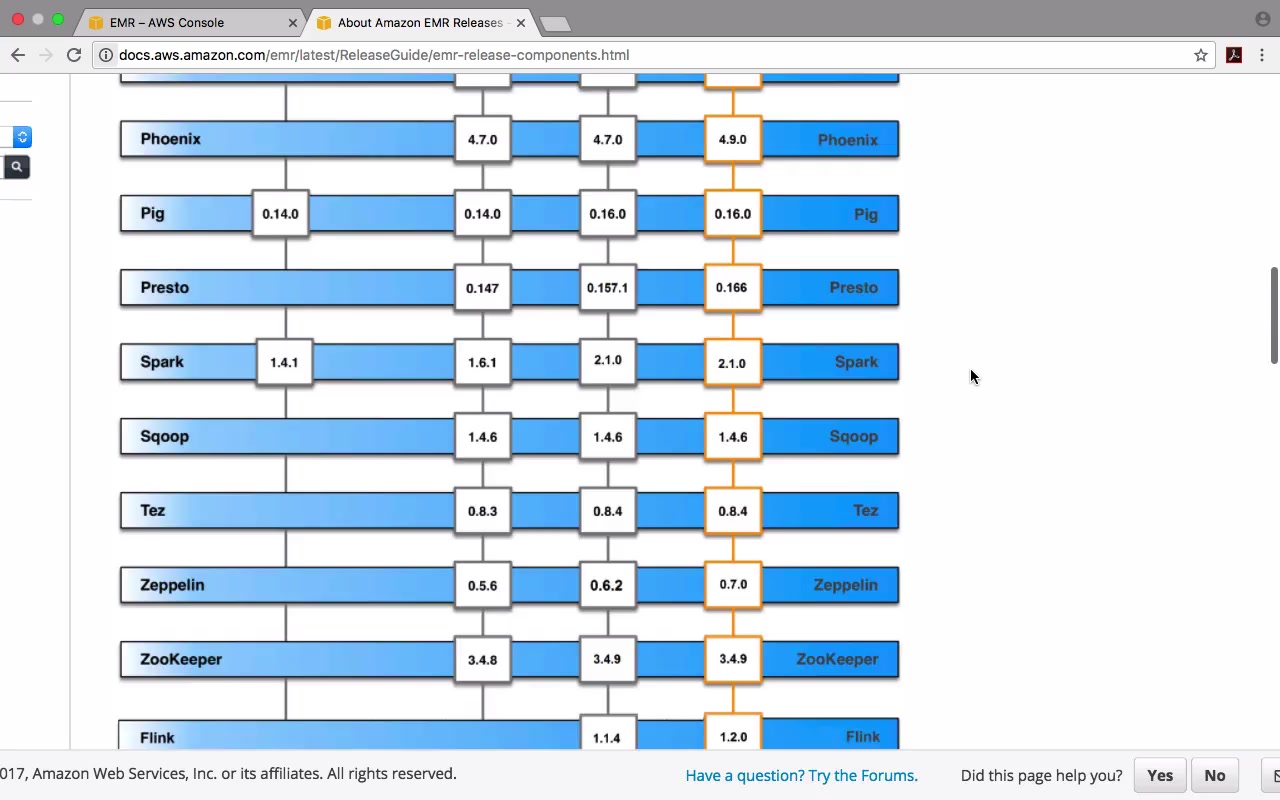 EMR – AWS Console
About Amazon EMR Releases -
docs.aws.amazon.com/emr/latest/ReleaseGuide/emr-release-components.html
Phoenix 4.7.0 4.7.0 4.9.0 Phoenix
Pig 0.14.0 0.14.0 0.16.0 0.16.0 Pig
Presto 0.147 0.157.1 0.166 Presto
Spark 1.4.1 1.6.1 2.1.0 2.1.0 Spark
Sqoop 1.4.6 1.4.6 1.4.6 Sqoop
Tez 0.8.3 0.8.4 0.8.4 Tez
Zeppelin 0.5.6 0.6.2 0.7.0 Zeppelin
ZooKeeper 3.4.8 3.4.9 3.4.9 ZooKeeper
Flink 1.1.4 1.2.0 Flink
017, Amazon Web Services, Inc. or its affiliates. All rights reserved. Have a question? Try the Forums. Did this page help you? Yes No